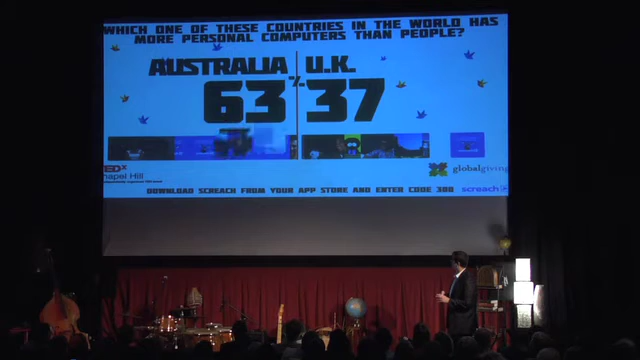 WHICH ONE OF THESE COUNTRIES IN THE WORLD HAS
MORE PERSONAL COMPUTERS THAN PEOPLE?
AUSTRALIA U.K.
63 % 37
TEDx
Chapel Hill
globalgiving
DOWNLOAD SCREACH FROM YOUR APP STORE AND ENTER CODE 308 screach